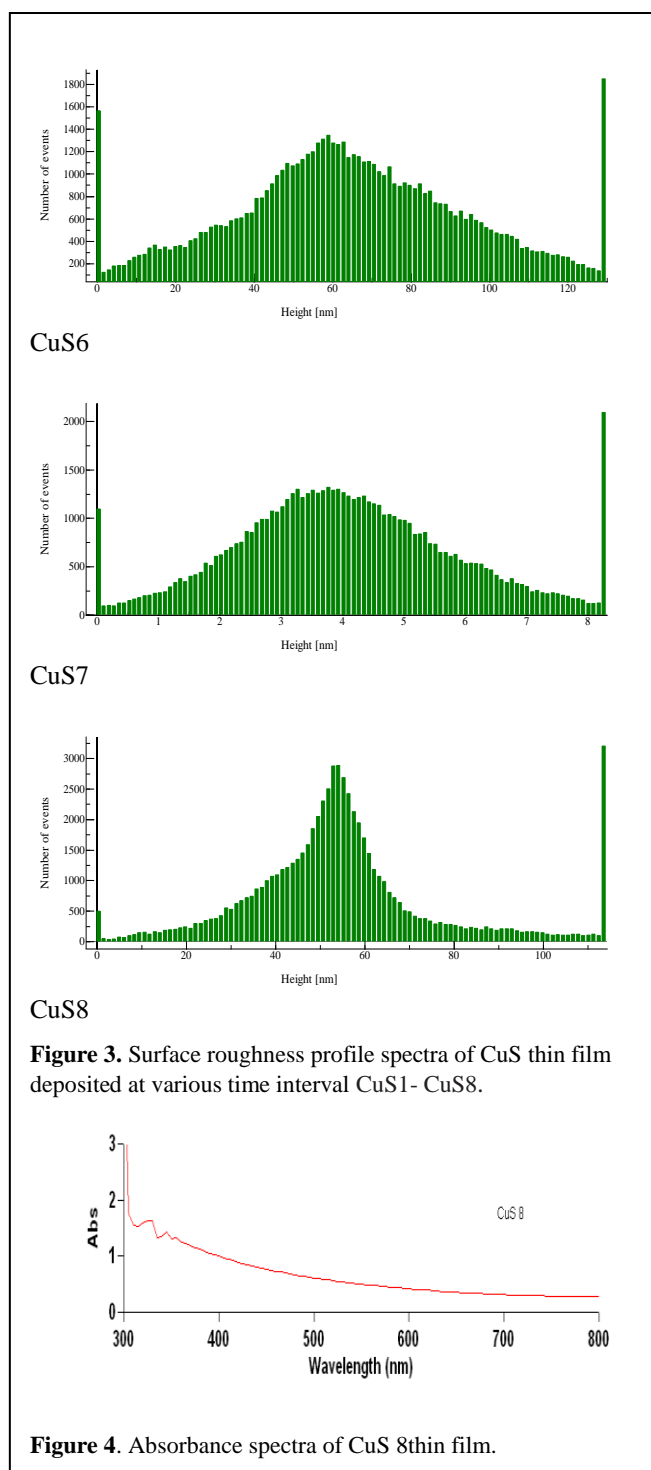 Number of events
1800
1600
1400
1200
1000
800
600
400
200
0 20 40 60 80 100 120
Height [nm]
CuS6
Number of events
2000
1500
1000
500
0
0 1 2 3 4 5 6 7 8
Height [nm]
CuS7
Number of events
3000
2500
2000
1500
1000
500
0
0 20 40 60 80 100
Height [nm]
CuS8
Figure 3. Surface roughness profile spectra of CuS thin film
deposited at various time interval CuS1- CuS8.
Abs
3
2
1
0
CuS 8
300 400 500 600 700 800
Wavelength (nm)
Figure 4. Absorbance spectra of CuS 8thin film.